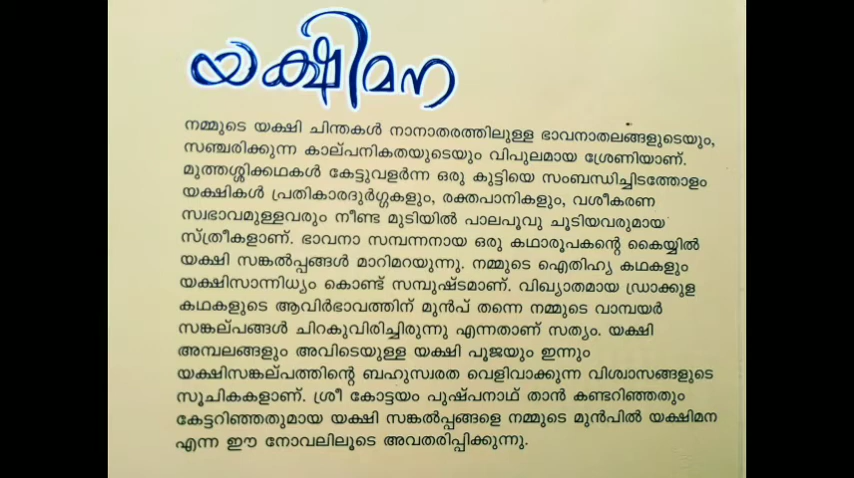 യക്ഷിമന
നമ്മുടെ യക്ഷി ചിന്തകൾ നാനാതരത്തിലുള്ള ഭാവനാതലങ്ങളുടെയും,
സഞ്ചരിക്കുന്ന കാല്പനികതയുടെയും വിപുലമായ ശ്രേണിയാണ്.
മുത്തശ്ശിക്കഥകൾ കേട്ടുവളർന്ന ഒരു കുട്ടിയെ സംബന്ധിച്ചിടത്തോളം
യക്ഷികൾ പ്രതികാരദുർഗ്ഗകളും, രക്തപാനികളും, വശീകരണ
സ്വഭാവമുള്ളവരും നീണ്ട മുടിയിൽ പാലപൂവു ചൂടിയവരുമായ
സ്ത്രീകളാണ്. ഭാവനാ സമ്പന്നനായ ഒരു കഥാരൂപകന്റെ കൈയ്യിൽ
യക്ഷി സങ്കൽപ്പങ്ങൾ മാറിമറയുന്നു. നമ്മുടെ ഐതിഹ്യ കഥകളും
യക്ഷിസാന്നിധ്യം കൊണ്ട് സമ്പുഷ്ടമാണ്. വിഖ്യാതമായ ഡ്രാക്കുള
കഥകളുടെ ആവിർഭാവത്തിന് മുൻപ് തന്നെ നമ്മുടെ വാമ്പയർ
സങ്കല്പങ്ങൾ ചിറകുവിരിച്ചിരുന്നു എന്നതാണ് സത്യം. യക്ഷി
അമ്പലങ്ങളും അവിടെയുള്ള യക്ഷി പൂജയും ഇന്നും
യക്ഷിസങ്കല്പത്തിന്റെ ബഹുസ്വരത വെളിവാക്കുന്ന വിശ്വാസങ്ങളുടെ
സൂചികകളാണ്. ശ്രീ കോട്ടയം പുഷ്പനാഥ് താൻ കണ്ടറിഞ്ഞതും
കേട്ടറിഞ്ഞതുമായ യക്ഷി സങ്കൽപ്പങ്ങളെ നമ്മുടെ മുൻപിൽ യക്ഷിമന
എന്ന ഈ നോവലിലൂടെ അവതരിപ്പിക്കുന്നു.